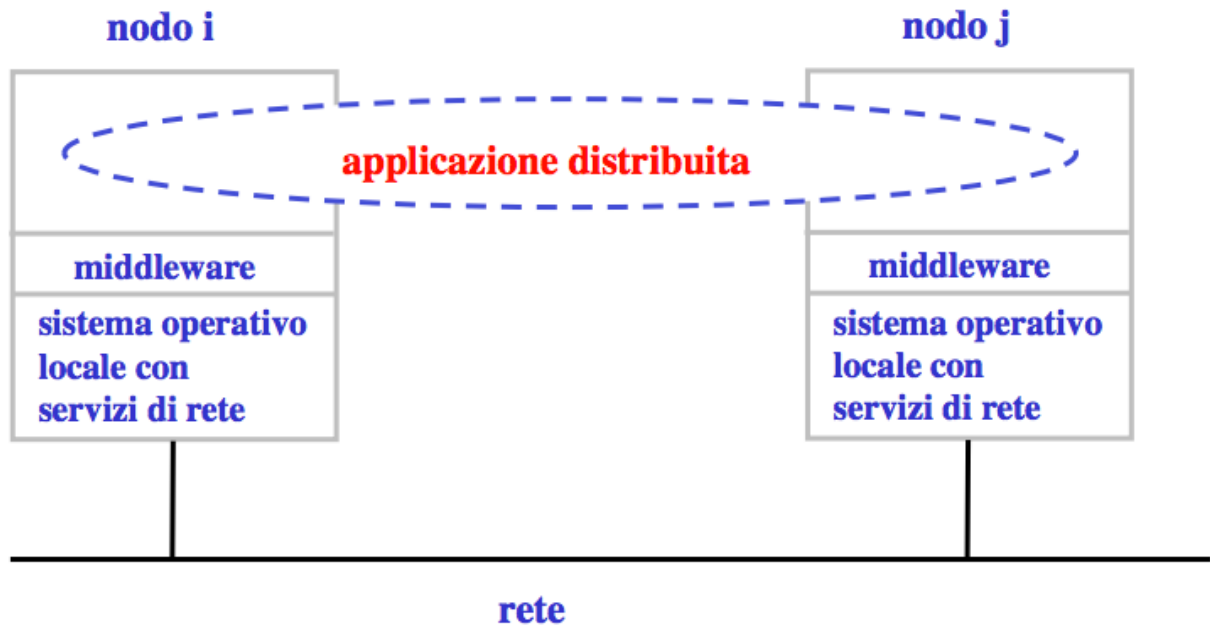 nodo i
nodo j
applicazione distribuita
middleware
sistema operativo
locale con
servizi di rete
middleware
sistema operativo
locale con
servizi di rete
rete